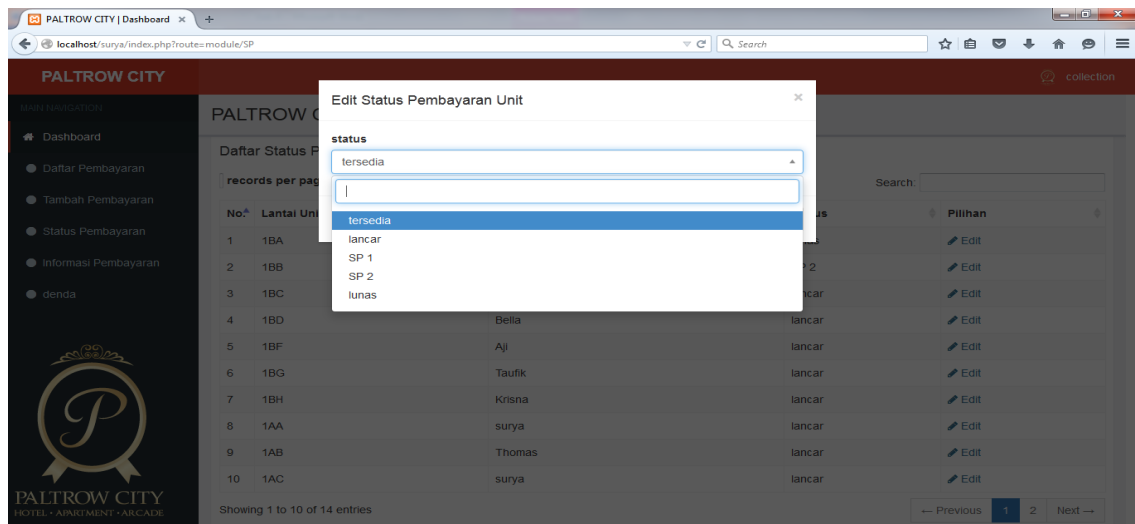 PALTROW CITY | Dashboard × +
localhost/surya/index.php?route=module/SP Search
PALTROW CITY collection
MAIN NAVIGATION
Dashboard
Daftar Pembayaran
Tambah Pembayaran
Status Pembayaran
Informasi Pembayaran
denda
PALTROW CITY
HOTEL • APARTMENT • ARCADE
PALTROW
Daftar Status
records per Search:
No. Lantai Pilihan
1 1BA Edit
2 1BB 2 Edit
3 1BC Edit
4 1BD Bella lancar Edit
5 1BF Aji lancar Edit
6 1BG Taufik lancar Edit
7 1BH Krisna lancar Edit
8 1AA surya lancar Edit
9 1AB Thomas lancar Edit
10 1AC surya lancar Edit
Showing 1 to 10 of 14 entries ← Previous 1 2 Next →
Edit Status Pembayaran Unit ×
status
tersedia
tersedia
lancar
SP 1
SP 2
lunas